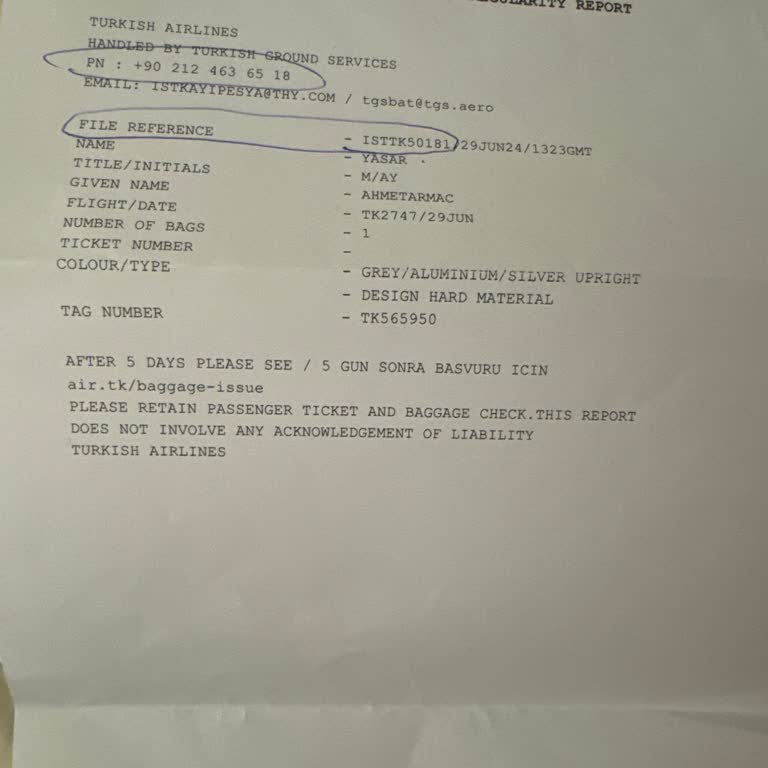 REPORT
TURKISH AIRLINES
HANDLED BY TURKISH GROUND SERVICES
PN : +90 212 463 65 18
EMAIL: ISTKAYIPESYA@THY.COM / tgsbat@tgs.aero
FILE REFERENCE - ISTTK50181/29JUN24/1323GMT
NAME - YASAR
TITLE/INITIALS - M/AY
GIVEN NAME - AHMETARMAC
FLIGHT/DATE - TK2747/29JUN
NUMBER OF BAGS - 1
TICKET NUMBER -
COLOUR/TYPE - GREY/ALUMINIUM/SILVER UPRIGHT
- DESIGN HARD MATERIAL
TAG NUMBER - TK565950
AFTER 5 DAYS PLEASE SEE / 5 GUN SONRA BASVURU ICIN
air.tk/baggage-issue
PLEASE RETAIN PASSENGER TICKET AND BAGGAGE CHECK.THIS REPORT
DOES NOT INVOLVE ANY ACKNOWLEDGEMENT OF LIABILITY
TURKISH AIRLINES